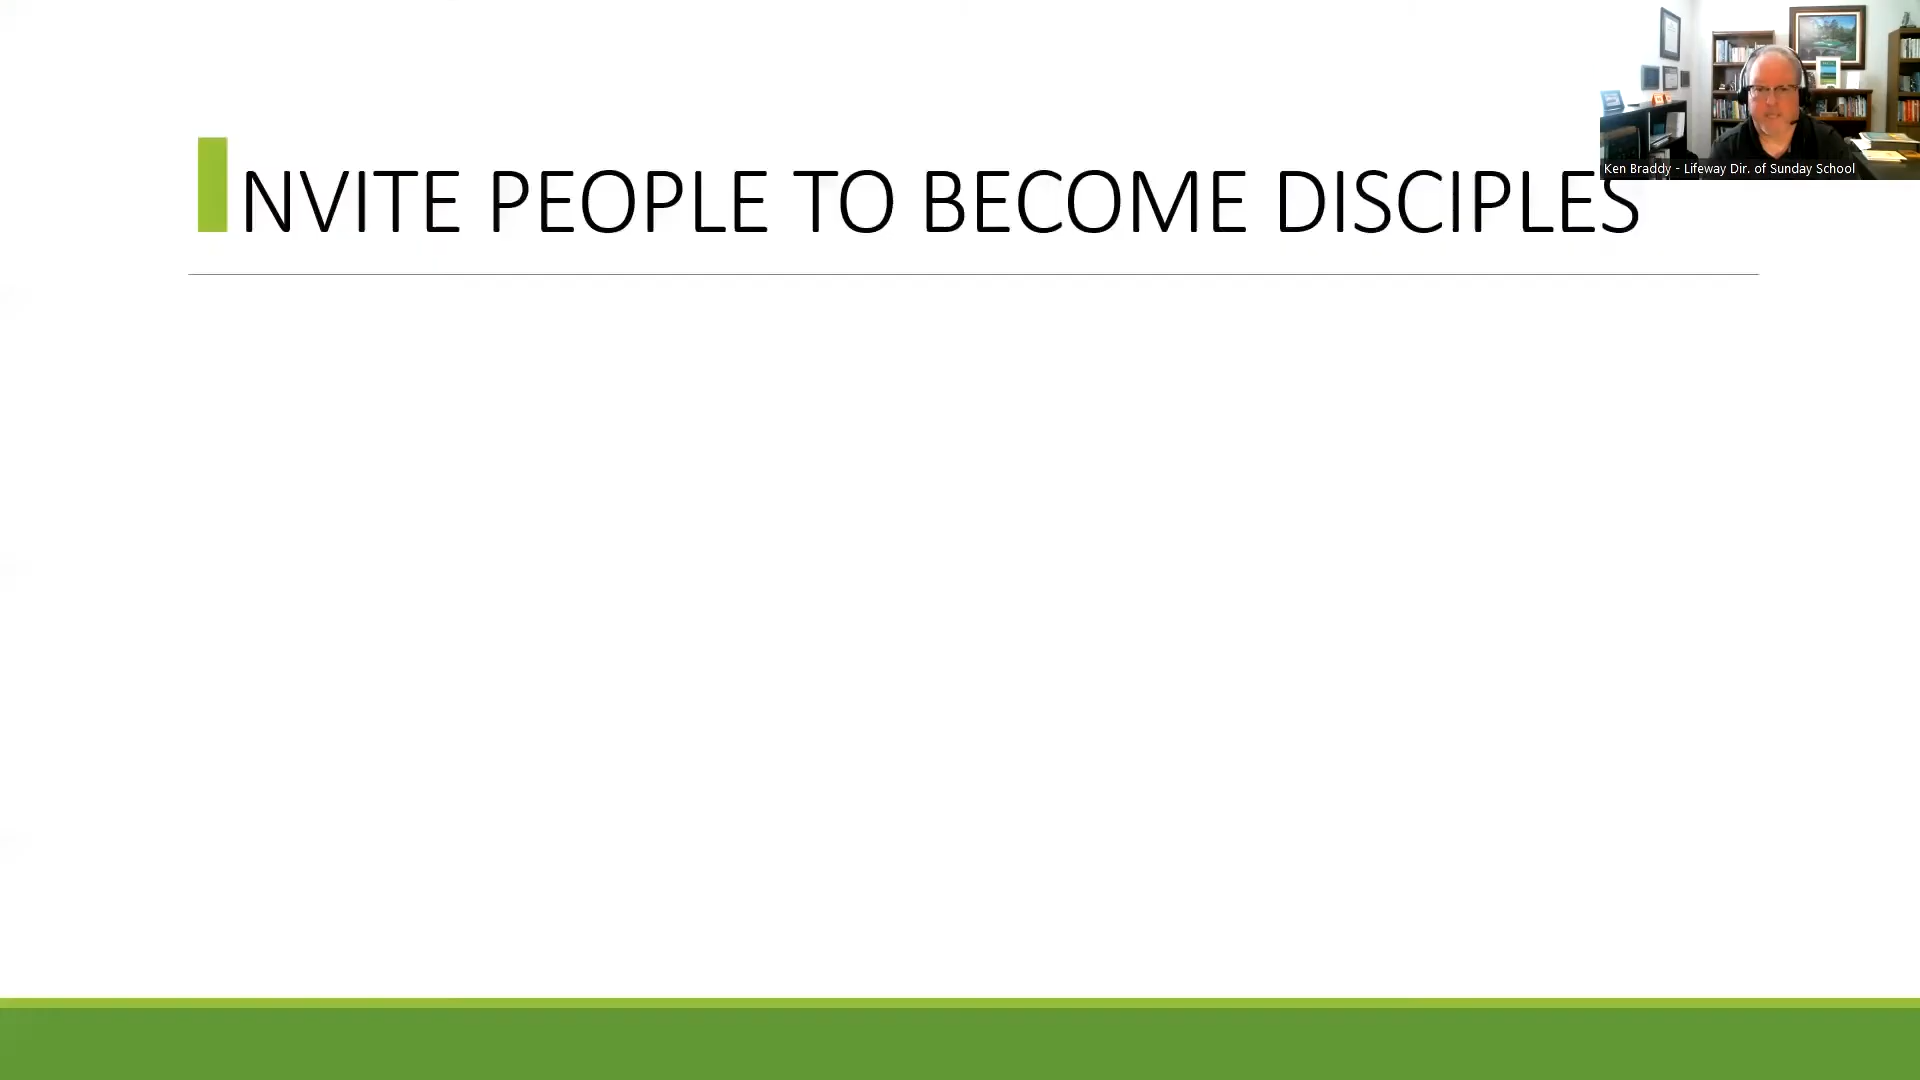 INVITE PEOPLE TO BECOME DISCIPLES
Ken Braddy - Lifeway Dir. of Sunday School